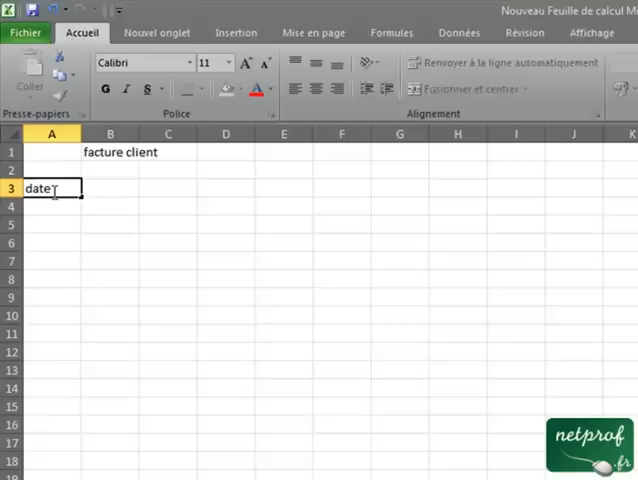 Nouveau Feuille de calcul M
Fichier Accueil Nouvel onglet Insertion Mise en page Formules Données Révision Affichage
Coller
Calibri 11
G I S A
Renvoyer à la ligne automatiquement
Fusionner et centrer
Presse-papiers Police Alignement
A B C D E F G H I J K
1 facture client
2
3 date
4
5
6
7
8
9
10
11
12
13
14
15
16
17
18
19
netprof
.fr